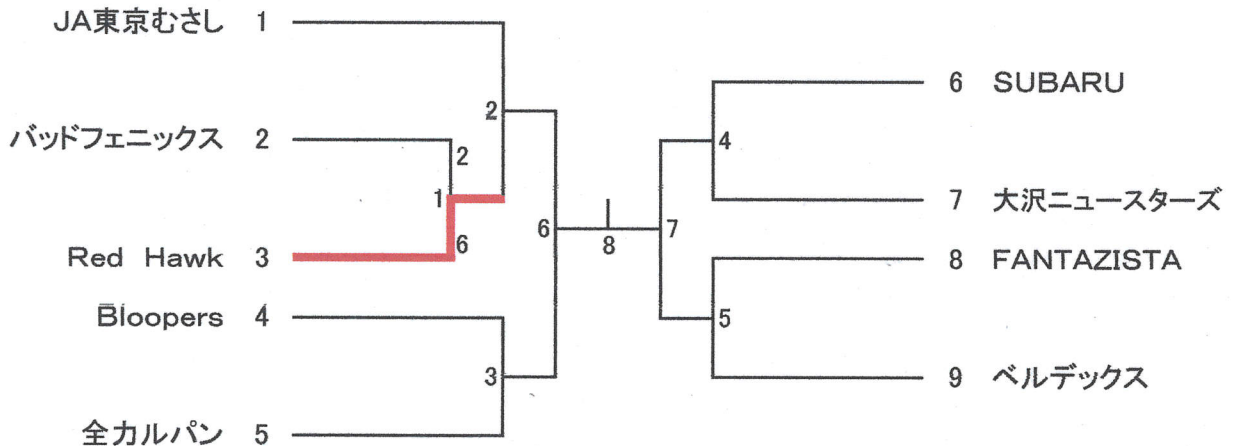 JA東京むさし 1
バッドフェニックス 2
Red Hawk 3
Bloopers 4
全力ルパン 5
2
1
6
2
3
6
8
7
4
5
6 SUBARU
7 大沢ニュースターズ
8 FANTAZISTA
9 ベルデックス